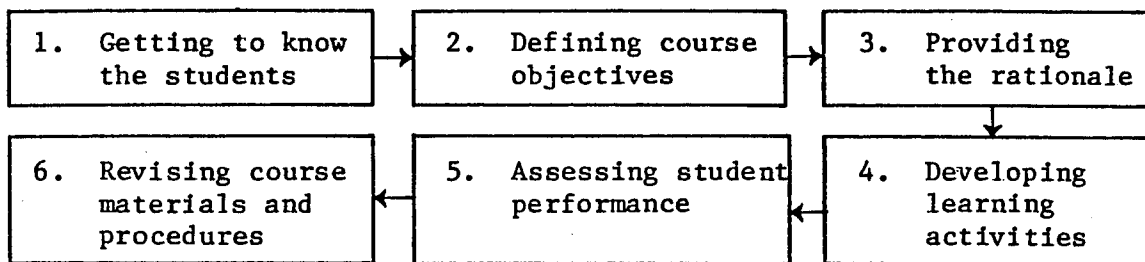 1. Getting to know
the students
2. Defining course
objectives
3. Providing
the rationale
4. Developing
learning
activities
5. Assessing student
performance
6. Revising course
materials and
procedures